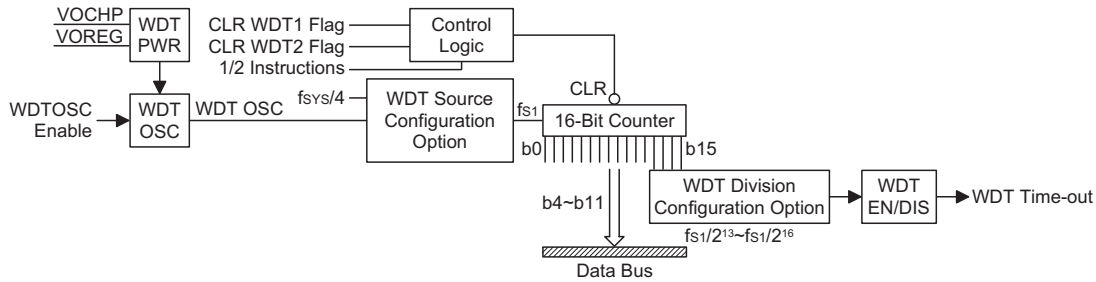 VOCHP
VOREG
WDT
PWR
CLR WDT1 Flag
CLR WDT2 Flag
1/2 Instructions
Control
Logic
CLR
WDTOSC
Enable
WDT
OSC
WDT OSC
fSYS/4
WDT Source
Configuration
Option
fS1
16-Bit Counter
b0
b15
b4~b11
WDT Division
Configuration Option
WDT
EN/DIS
WDT Time-out
fS1/2¹³~fS1/2¹⁶
Data Bus